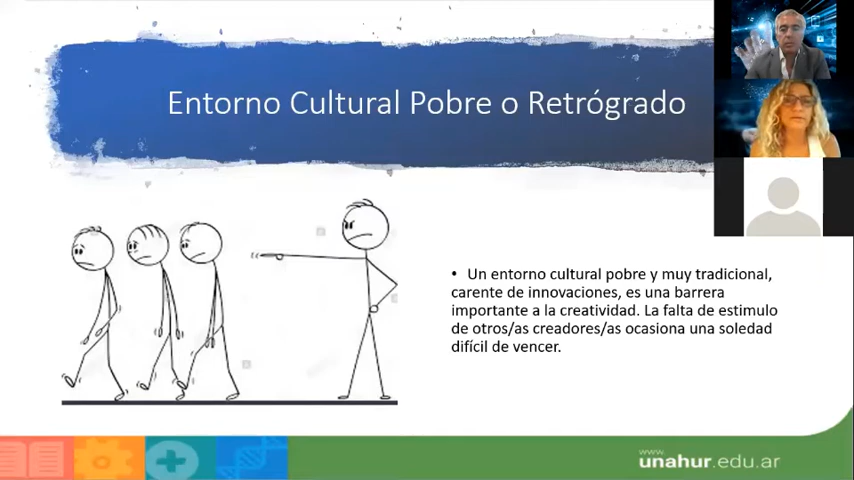 Entorno Cultural Pobre o Retrógrado
• Un entorno cultural pobre y muy tradicional,
carente de innovaciones, es una barrera
importante a la creatividad. La falta de estimulo
de otros/as creadores/as ocasiona una soledad
difícil de vencer.
www.
unahur.edu.ar